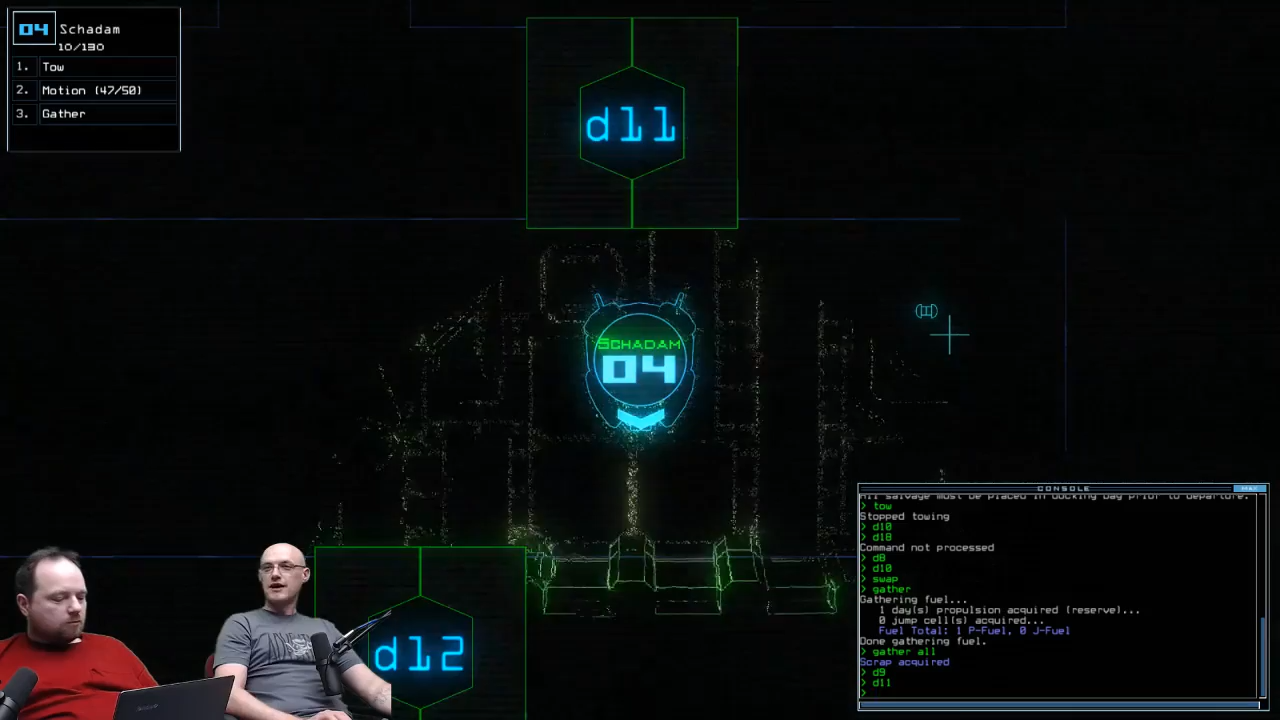 04 Schadam
10/130
1. Tow
2. Motion (47/50)
3. Gather
d11
SCHADAM
04
d12
CONSOLE
All salvage must be placed in docking bay prior to departure.
> tow
Stopped towing
> d10
> d18
Command not processed
> d8
> d10
> swap
> gather
Gathering fuel...
1 day(s) propulsion acquired (reserve)...
0 jump cell(s) acquired...
Fuel Total: 1 P-Fuel, 0 J-Fuel
Done gathering fuel.
> gather all
Scrap acquired
> d9
> d11
>